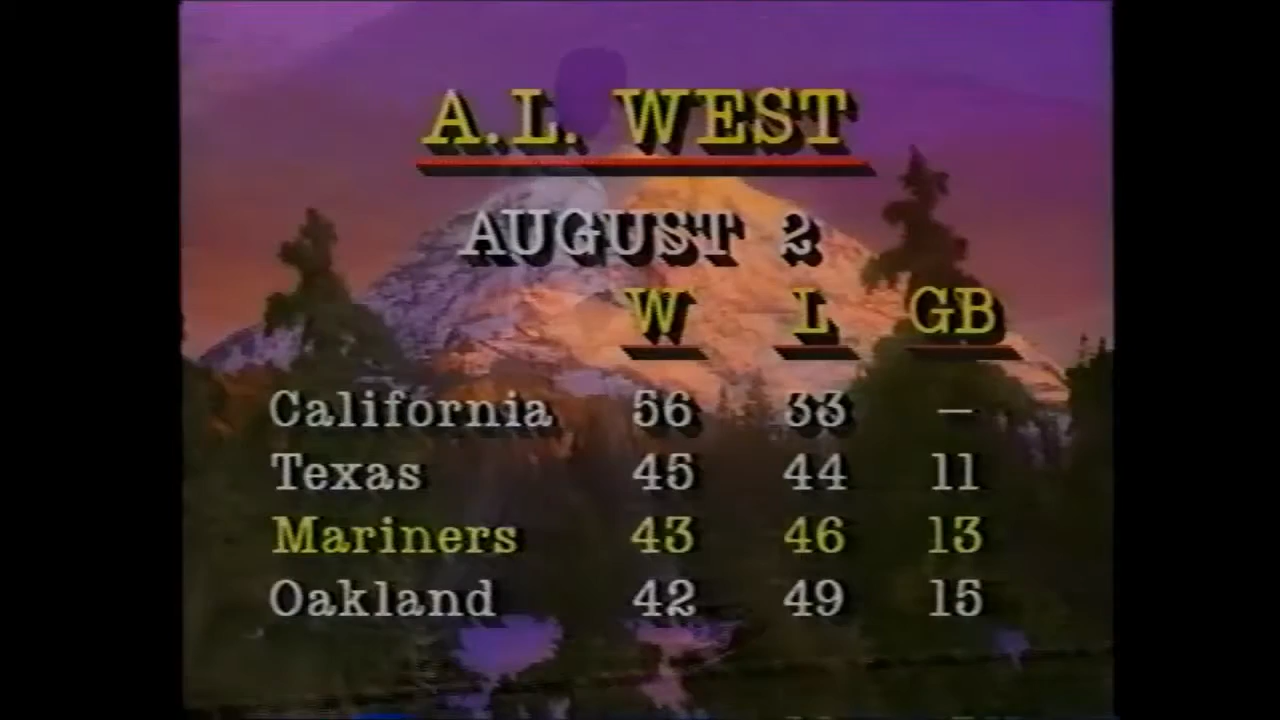 A.L. WEST
AUGUST 2
W L GB
California 56 33 —
Texas 45 44 11
Mariners 43 46 13
Oakland 42 49 15